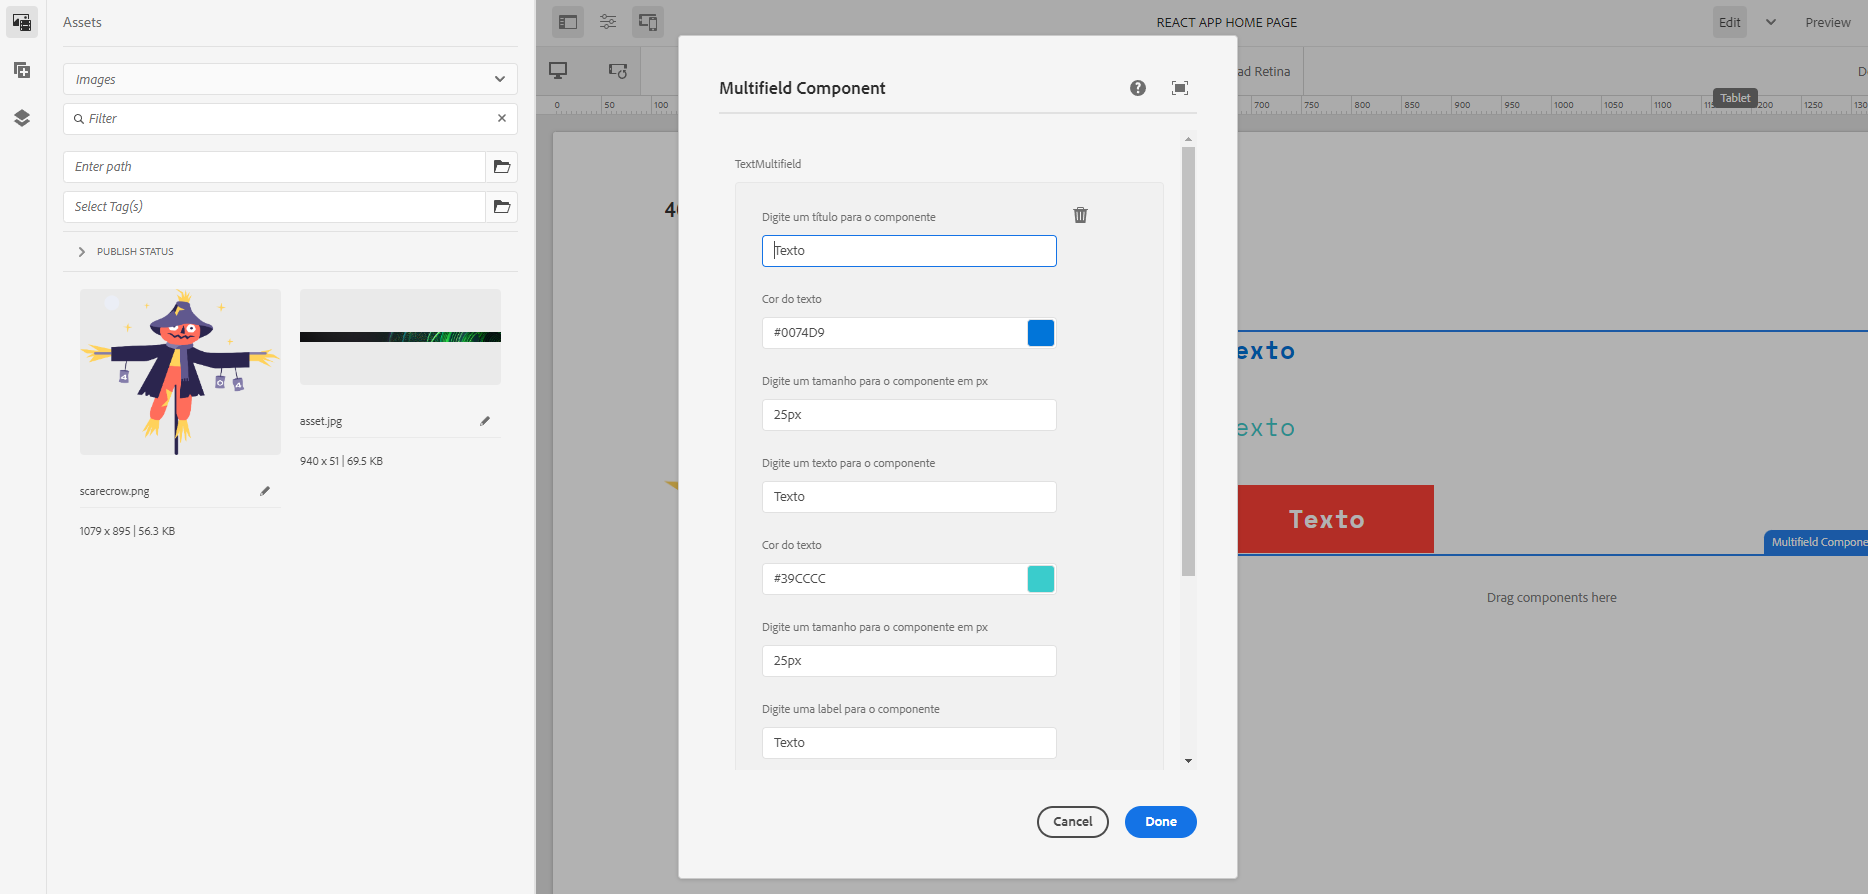 Assets
Images
Filter
Enter path
Select Tag(s)
PUBLISH STATUS
scarecrow.png
1079 x 895 | 56.3 KB
asset.jpg
940 x 51 | 69.5 KB
REACT APP HOME PAGE
Edit
Preview
ad Retina
Tablet
0 50 100 700 750 800 850 900 950 1000 1050 1100 1200 1250 1300
Multifield Component
TextMultifield
Digite um título para o componente
Texto
Cor do texto
#0074D9
Digite um tamanho para o componente em px
25px
Digite um texto para o componente
Texto
Cor do texto
#39CCCC
Digite um tamanho para o componente em px
25px
Digite uma label para o componente
Texto
Cancel
Done
exto
exto
Texto
Multifield Compone
Drag components here